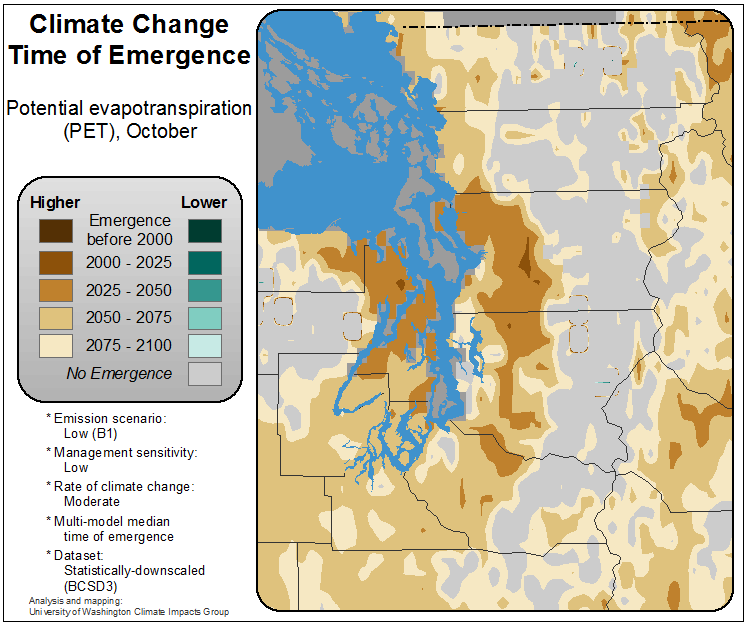 Climate Change
Time of Emergence
Potential evapotranspiration
(PET), October
Higher Lower
Emergence
before 2000
2000 - 2025
2025 - 2050
2050 - 2075
2075 - 2100
No Emergence
* Emission scenario:
Low (B1)
* Management sensitivity:
Low
* Rate of climate change:
Moderate
* Multi-model median
time of emergence
* Dataset:
Statistically-downscaled
(BCSD3)
Analysis and mapping:
University of Washington Climate Impacts Group